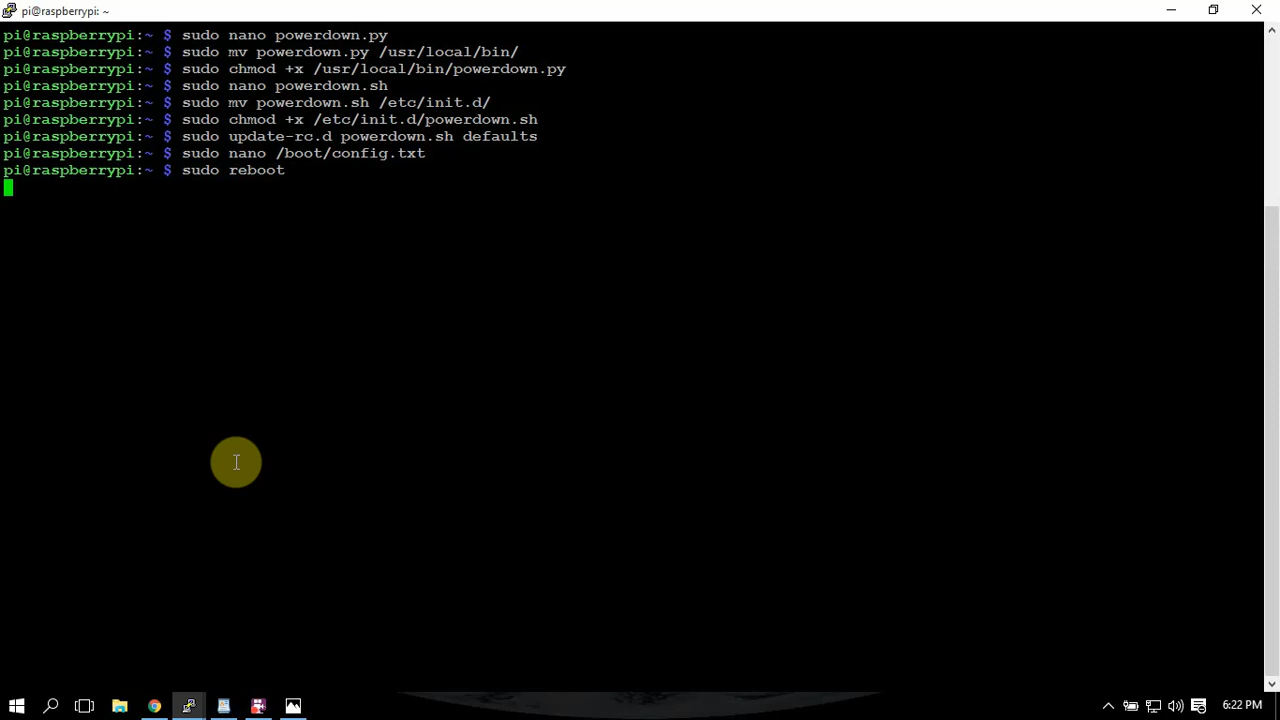 pi@raspberrypi: ~
pi@raspberrypi:~ $ sudo nano powerdown.py
pi@raspberrypi:~ $ sudo mv powerdown.py /usr/local/bin/
pi@raspberrypi:~ $ sudo chmod +x /usr/local/bin/powerdown.py
pi@raspberrypi:~ $ sudo nano powerdown.sh
pi@raspberrypi:~ $ sudo mv powerdown.sh /etc/init.d/
pi@raspberrypi:~ $ sudo chmod +x /etc/init.d/powerdown.sh
pi@raspberrypi:~ $ sudo update-rc.d powerdown.sh defaults
pi@raspberrypi:~ $ sudo nano /boot/config.txt
pi@raspberrypi:~ $ sudo reboot
6:22 PM